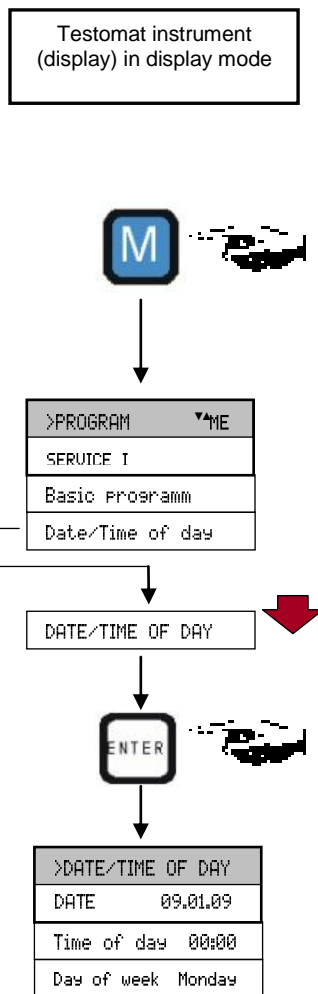 Testomat instrument
(display) in display mode
M
>PROGRAM ▼▲ME
SERVICE I
Basic programm
Date/Time of day
DATE/TIME OF DAY
ENTER
>DATE/TIME OF DAY
DATE 09.01.09
Time of day 00:00
Day of week Monday